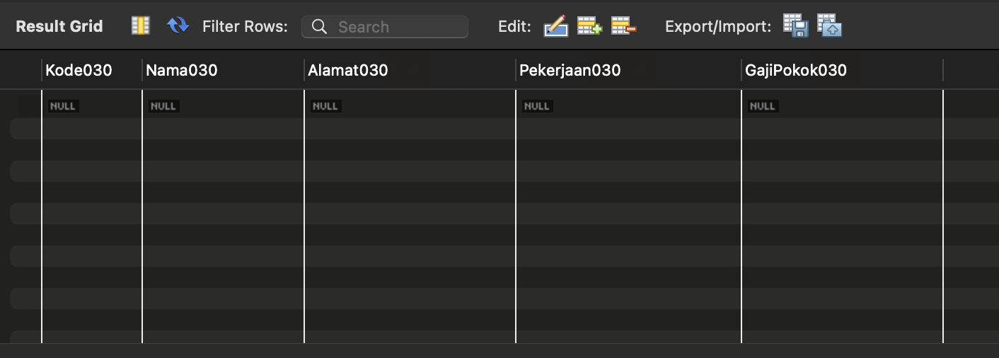 Result Grid Filter Rows: Search Edit: Export/Import:
Kode030 Nama030 Alamat030 Pekerjaan030 GajiPokok030
NULL NULL NULL NULL NULL